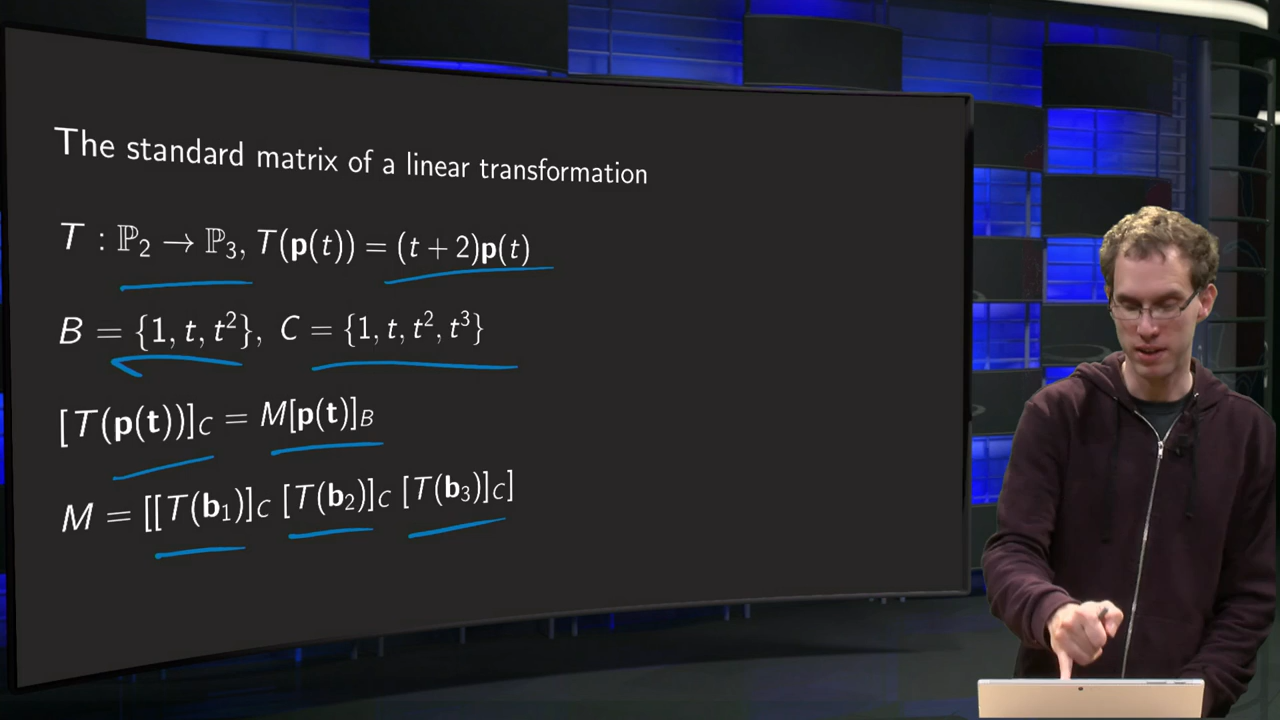 The standard matrix of a linear transformation
T : ℙ₂ → ℙ₃, T(p(t)) = (t + 2)p(t)
B = {1, t, t²}, C = {1, t, t², t³}
[T(p(t))]_C = M[p(t)]_B
M = [[T(b₁)]_C [T(b₂)]_C [T(b₃)]_C]